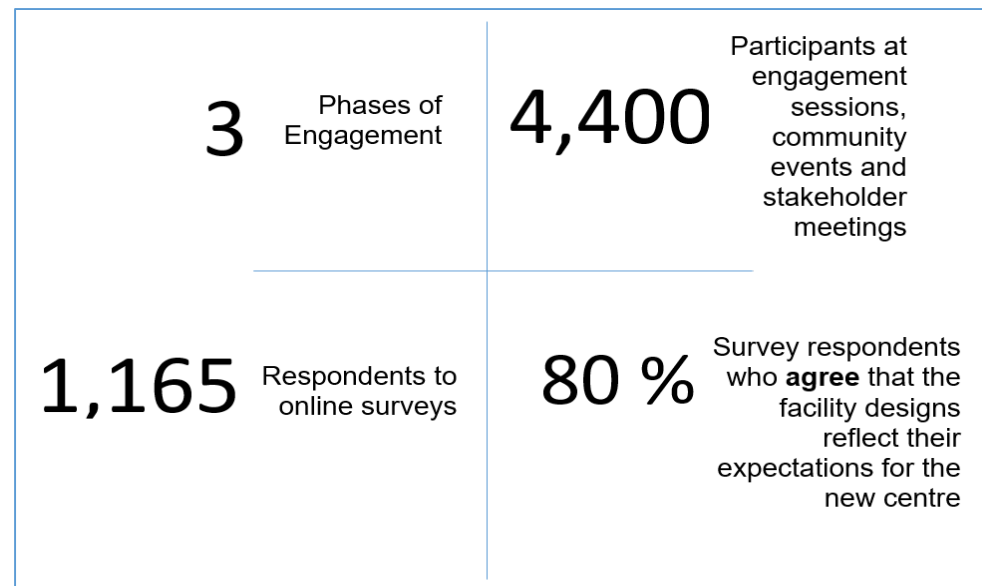 3
Phases of
Engagement
4,400
Participants at
engagement
sessions,
community
events and
stakeholder
meetings
1,165
Respondents to
online surveys
80 %
Survey respondents
who agree that the
facility designs
reflect their
expectations for the
new centre